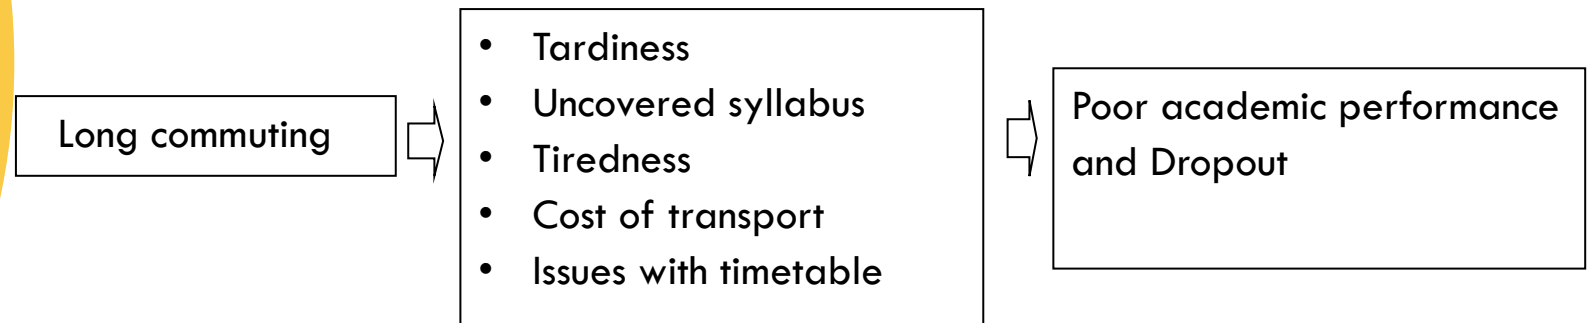 Long commuting
• Tardiness
• Uncovered syllabus
• Tiredness
• Cost of transport
• Issues with timetable
Poor academic performance
and Dropout